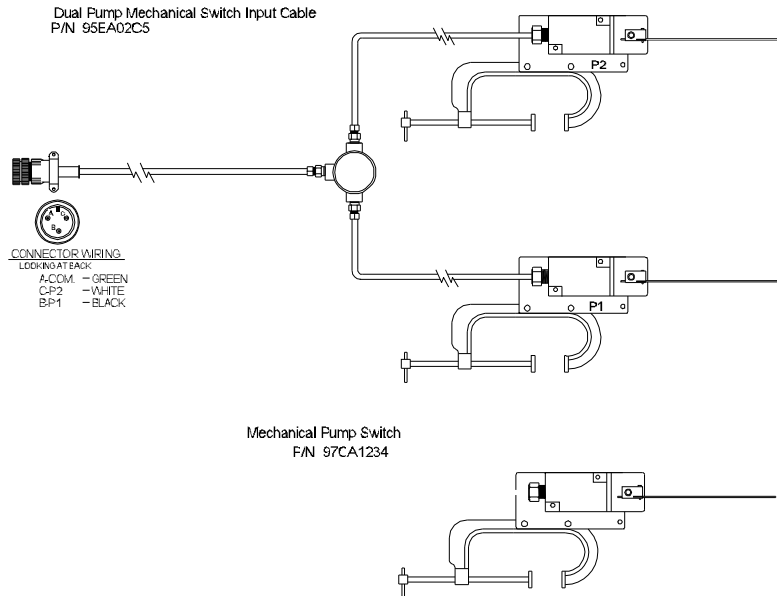 Dual Pump Mechanical Switch Input Cable
P/N 95EA02C5
P2
A C
B
CONNECTOR WIRING
LOOKING AT BACK
A-COM. - GREEN
C-P2 - WHITE
B-P1 - BLACK
P1
Mechanical Pump Switch
P/N 97CA1234